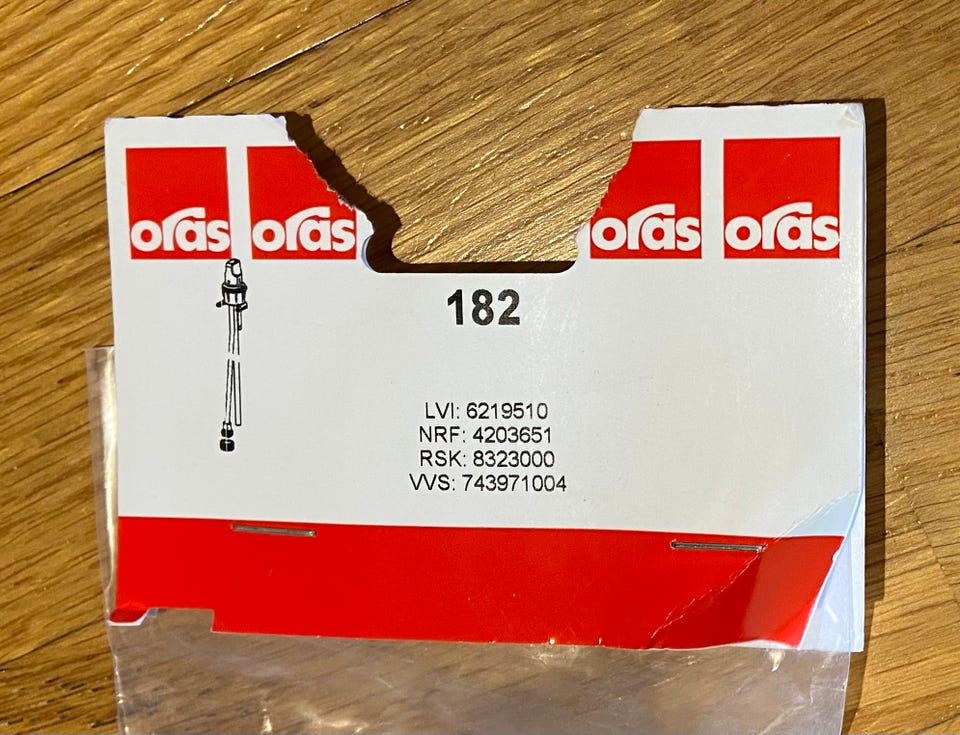 oras oras oras oras
182
LVI: 6219510
NRF: 4203651
RSK: 8323000
VVS: 743971004